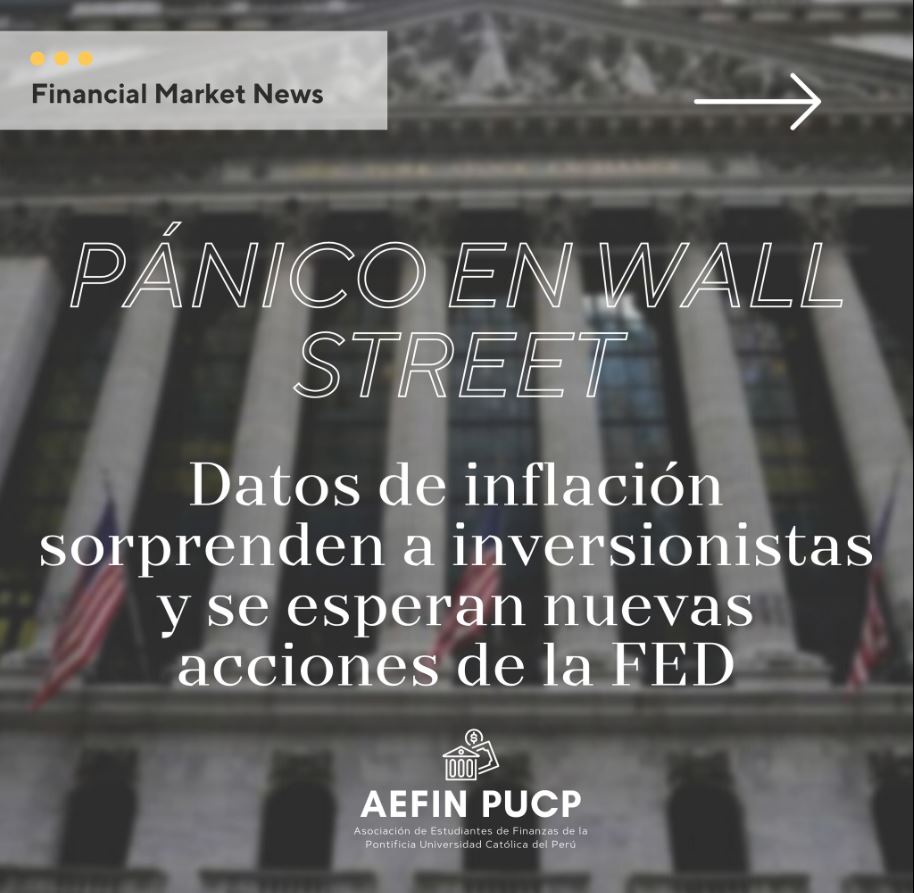 Financial Market News
PÁNICO EN WALL
STREET
Datos de inflación
sorprenden a inversionistas
y se esperan nuevas
acciones de la FED
AEFIN PUCP
Asociación de Estudiantes de Finanzas de la
Pontificia Universidad Católica del Perú